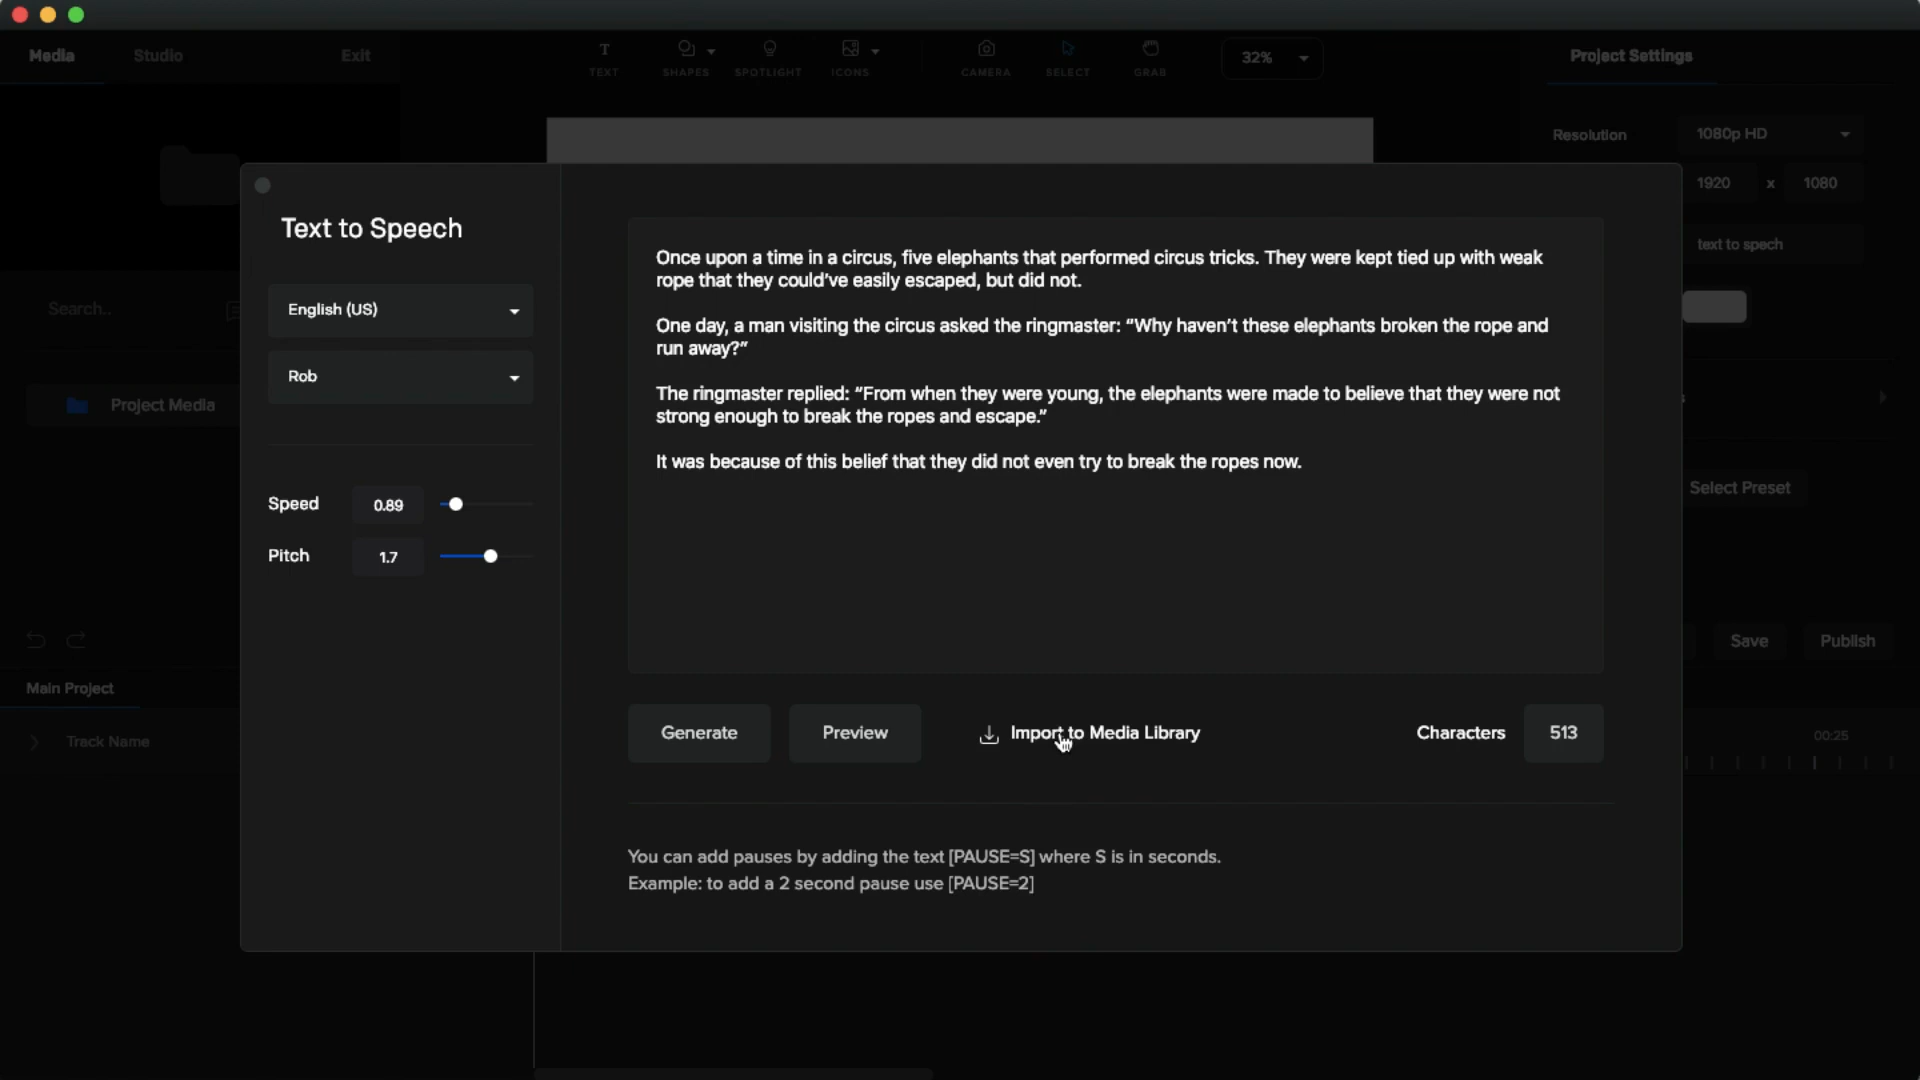 Media
Studio
Exit
TEXT
SHAPES
SPOTLIGHT
ICONS
CAMERA
SELECT
GRAB
32%
Project Settings
Resolution
1080p HD
1920 x 1080
text to spech
Search..
Project Media
Select Preset
Save
Publish
Main Project
Track Name
00:25
Text to Speech
English (US)
Rob
Speed 0.89
Pitch 1.7
Once upon a time in a circus, five elephants that performed circus tricks. They were kept tied up with weak
rope that they could’ve easily escaped, but did not.
One day, a man visiting the circus asked the ringmaster: “Why haven’t these elephants broken the rope and
run away?”
The ringmaster replied: “From when they were young, the elephants were made to believe that they were not
strong enough to break the ropes and escape.”
It was because of this belief that they did not even try to break the ropes now.
Generate
Preview
Import to Media Library
Characters 513
You can add pauses by adding the text [PAUSE=S] where S is in seconds.
Example: to add a 2 second pause use [PAUSE=2]